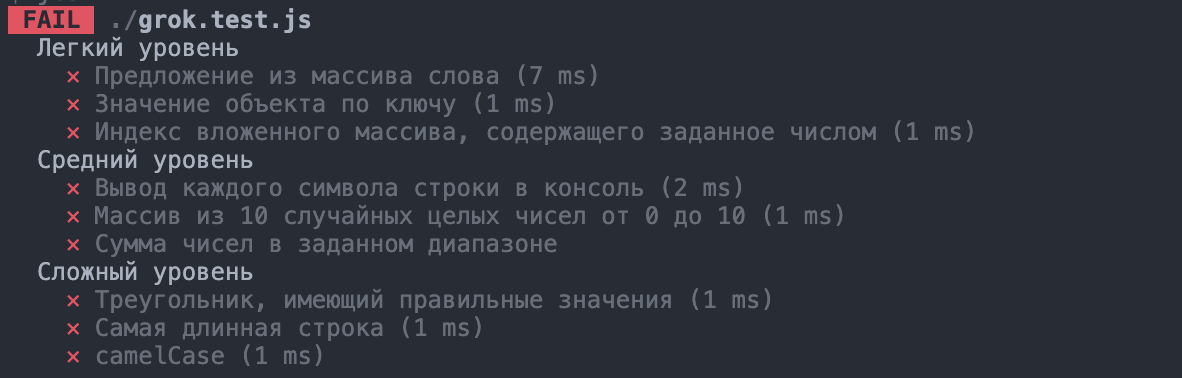 FAIL ./grok.test.js
Легкий уровень
✕ Предложение из массива слова (7 ms)
✕ Значение объекта по ключу (1 ms)
✕ Индекс вложенного массива, содержащего заданное числом (1 ms)
Средний уровень
✕ Вывод каждого символа строки в консоль (2 ms)
✕ Массив из 10 случайных целых чисел от 0 до 10 (1 ms)
✕ Сумма чисел в заданном диапазоне
Сложный уровень
✕ Треугольник, имеющий правильные значения (1 ms)
✕ Самая длинная строка (1 ms)
✕ camelCase (1 ms)